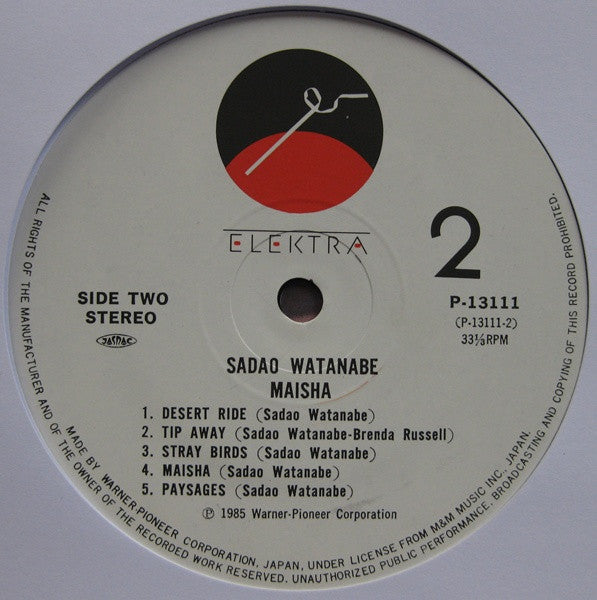 ELEKTRA
2
SIDE TWO
STEREO
JASRAC
P-13111
(P-13111-2)
33⅓RPM
SADAO WATANABE
MAISHA
1. DESERT RIDE (Sadao Watanabe)
2. TIP AWAY (Sadao Watanabe-Brenda Russell)
3. STRAY BIRDS (Sadao Watanabe)
4. MAISHA (Sadao Watanabe)
5. PAYSAGES (Sadao Watanabe)
Ⓟ 1985 Warner-Pioneer Corporation
MADE BY WARNER-PIONEER CORPORATION, JAPAN, UNDER LICENSE FROM M&M MUSIC INC., JAPAN.
ALL RIGHTS OF THE MANUFACTURER AND OF THE OWNER OF THE RECORDED WORK RESERVED. UNAUTHORIZED PUBLIC PERFORMANCE, BROADCASTING AND COPYING OF THIS RECORD PROHIBITED.